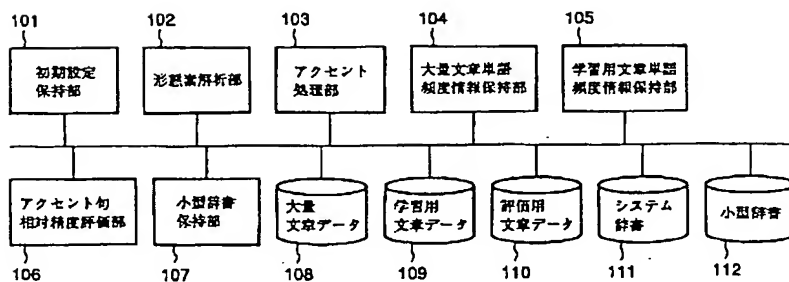 101
102
103
104
105
初期設定
保持部
形態素解析部
アクセント
処理部
大量文章単語
頻度情報保持部
学習用文章単語
頻度情報保持部
アクセント句
相対精度評価部
小型辞書
保持部
大量
文章データ
学習用
文章データ
評価用
文章データ
システム
辞書
小型辞書
106
107
108
109
110
111
112